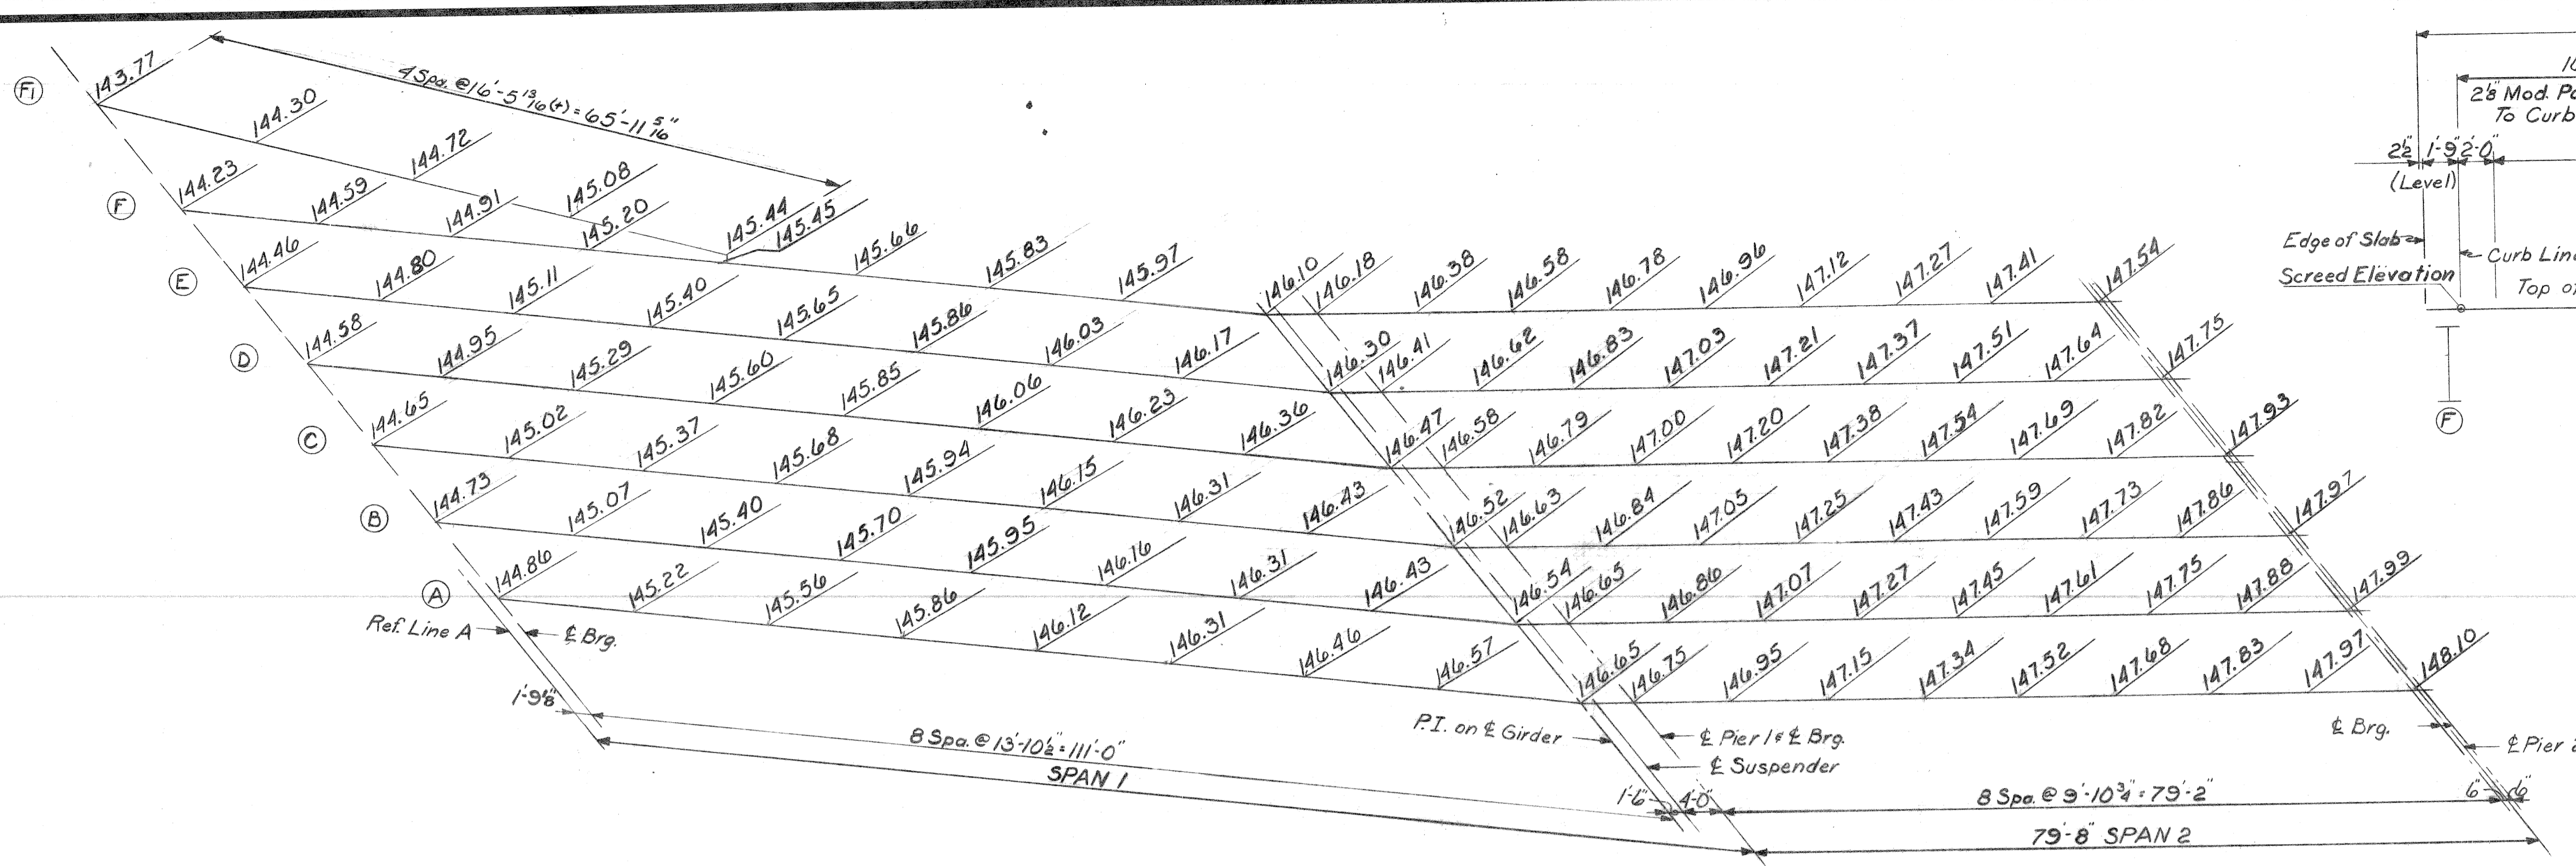 F1 143.77 144.30 144.72 145.08 145.44
4 Spa. @ 16'-5 13/16(+) = 65'-11 5/16"
F 144.23 144.59 144.91 145.20 145.45 145.66 145.83 145.97 146.10 146.18 146.38 146.58 146.78 146.96 147.12 147.27 147.41 147.54
E 144.46 144.80 145.11 145.40 145.65 145.86 146.03 146.17 146.30 146.41 146.62 146.83 147.03 147.21 147.37 147.51 147.64 147.75
D 144.58 144.95 145.29 145.60 145.85 146.06 146.23 146.36 146.47 146.58 146.79 147.00 147.20 147.38 147.54 147.69 147.82 147.93
C 144.65 145.02 145.37 145.68 145.94 146.15 146.31 146.43 146.52 146.63 146.84 147.05 147.25 147.43 147.59 147.73 147.86 147.97
B 144.73 145.07 145.40 145.70 145.95 146.16 146.31 146.43 146.54 146.65 146.86 147.07 147.27 147.45 147.61 147.75 147.88 147.99
A 144.86 145.22 145.56 145.86 146.12 146.31 146.46 146.57 146.65 146.75 146.95 147.15 147.34 147.52 147.68 147.83 147.97 148.10
Ref. Line A
℄ Brg.
1'-9⅛"
8 Spa. @ 13'-10½" = 111'-0"
SPAN 1
P.I. on ℄ Girder
℄ Pier 1 & ℄ Brg.
℄ Suspender
1'-6"
4'-0"
8 Spa. @ 9'-10¾" = 79'-2"
79'-8" SPAN 2
℄ Brg.
℄ Pier 2
6"
6"
2⅛" Mod.
To Curb
2½" 1'-9" 2'-0"
(Level)
Edge of Slab
Curb Line
Screed Elevation
Top of
F